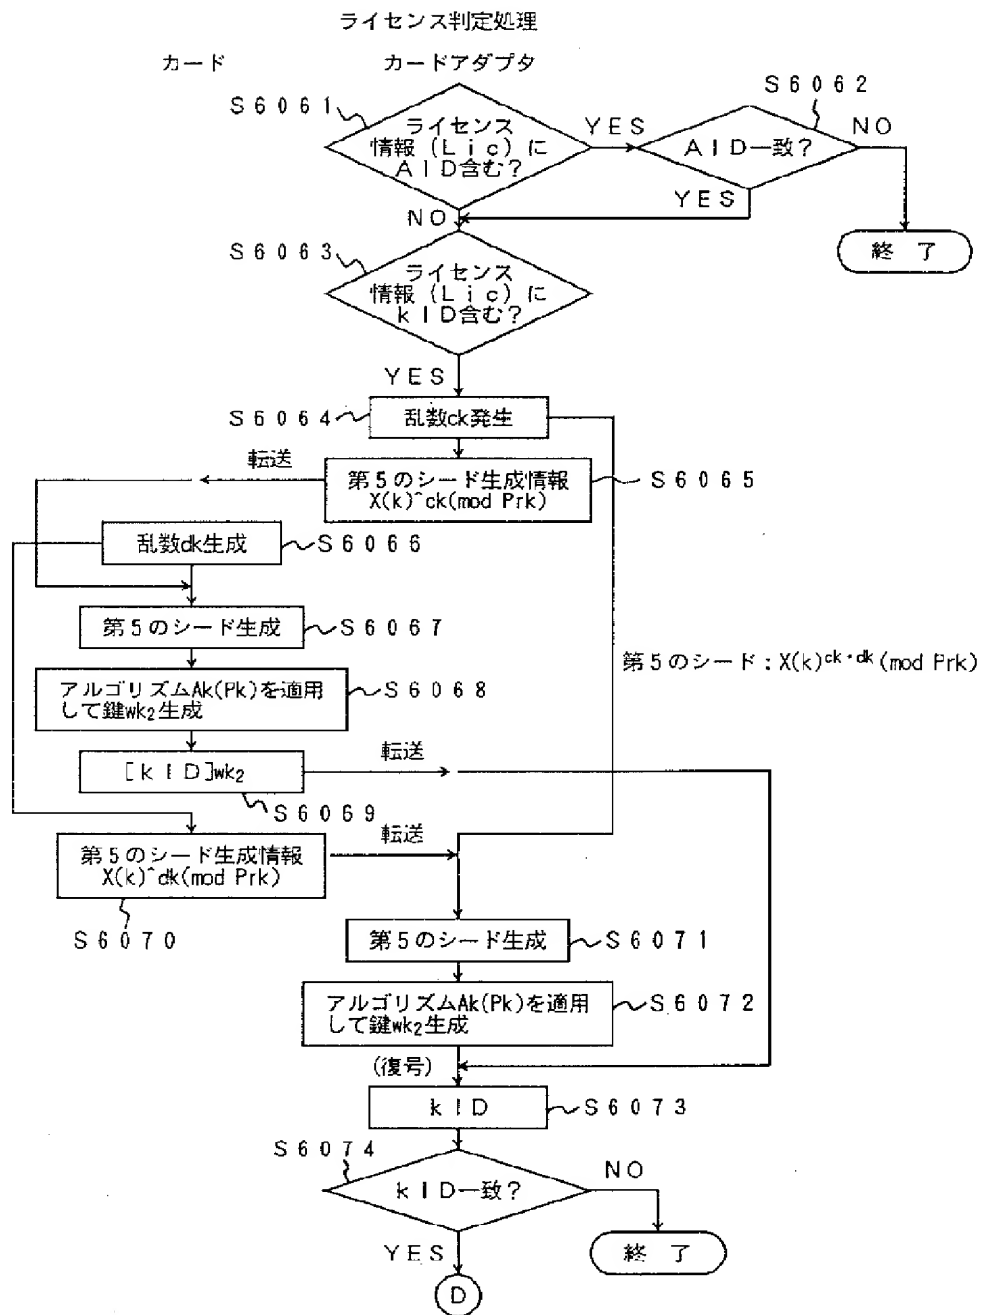 ライセンス判定処理
カード
カードアダプタ
S6061
ライセンス
情報(Lic)に
AID含む?
YES
S6062
AID一致?
NO
YES
終 了
NO
S6063
ライセンス
情報(Lic)に
kID含む?
YES
S6064
乱数ck発生
転送
第5のシード生成情報
X(k)^ck(mod Prk)
S6065
乱数dk生成
S6066
第5のシード生成
S6067
第5のシード:X(k)^ck・dk(mod Prk)
アルゴリズムAk(Pk)を適用
して鍵wk₂生成
S6068
[kID]wk₂
転送
S6069
転送
第5のシード生成情報
X(k)^dk(mod Prk)
S6070
第5のシード生成
S6071
アルゴリズムAk(Pk)を適用
して鍵wk₂生成
S6072
(復号)
kID
S6073
S6074
kID一致?
NO
YES
終 了
D